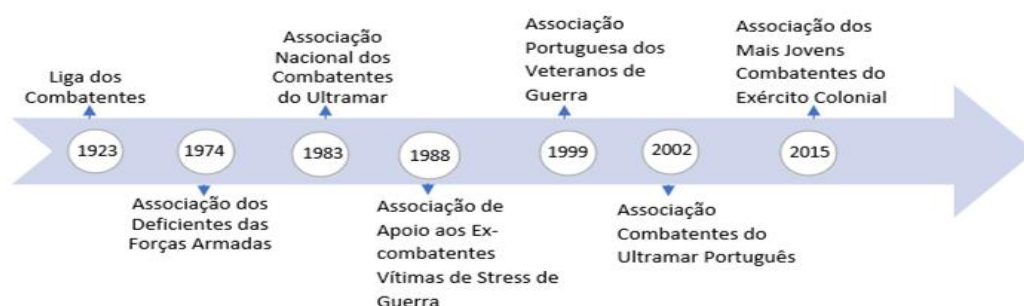 Liga dos
Combatentes
1923
1974
Associação dos
Deficientes das
Forças Armadas
Associação
Nacional dos
Combatentes
do Ultramar
1983
1988
Associação de
Apoio aos Ex-
combatentes
Vítimas de Stress de
Guerra
Associação
Portuguesa dos
Veteranos de
Guerra
1999
2002
Associação
Combatentes do
Ultramar Português
Associação dos
Mais Jovens
Combatentes do
Exército Colonial
2015